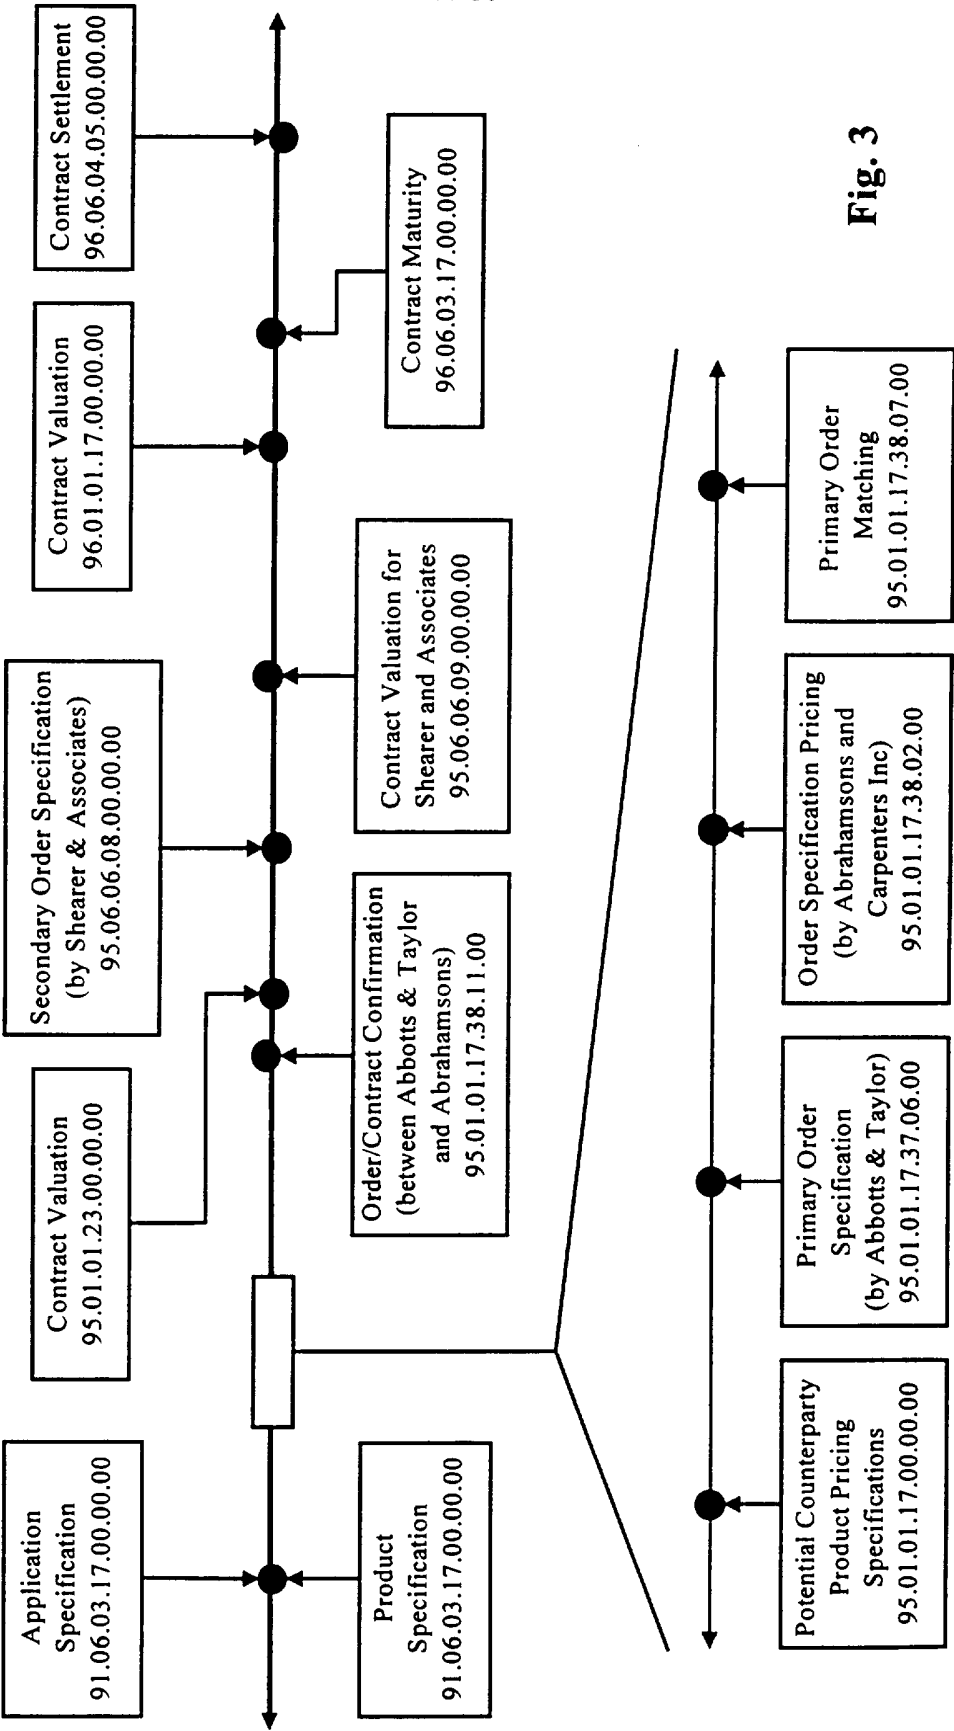 Application
Specification
91.06.03.17.00.00.00
Contract Valuation
95.01.01.23.00.00.00
Secondary Order Specification
(by Shearer & Associates)
95.06.06.08.00.00.00
Contract Valuation
96.01.01.17.00.00.00
Contract Settlement
96.06.04.05.00.00.00
Product
Specification
91.06.03.17.00.00.00
Order/Contract Confirmation
(between Abbotts & Taylor
and Abrahamsons)
95.01.01.17.38.11.00
Contract Valuation for
Shearer and Associates
95.06.06.09.00.00.00
Contract Maturity
96.06.03.17.00.00.00
Potential Counterparty
Product Pricing
Specifications
95.01.01.17.00.00.00
Primary Order
Specification
(by Abbotts & Taylor)
95.01.01.17.37.06.00
Order Specification Pricing
(by Abrahamsons and
Carpenters Inc)
95.01.01.17.38.02.00
Primary Order
Matching
95.01.01.17.38.07.00
Fig. 3